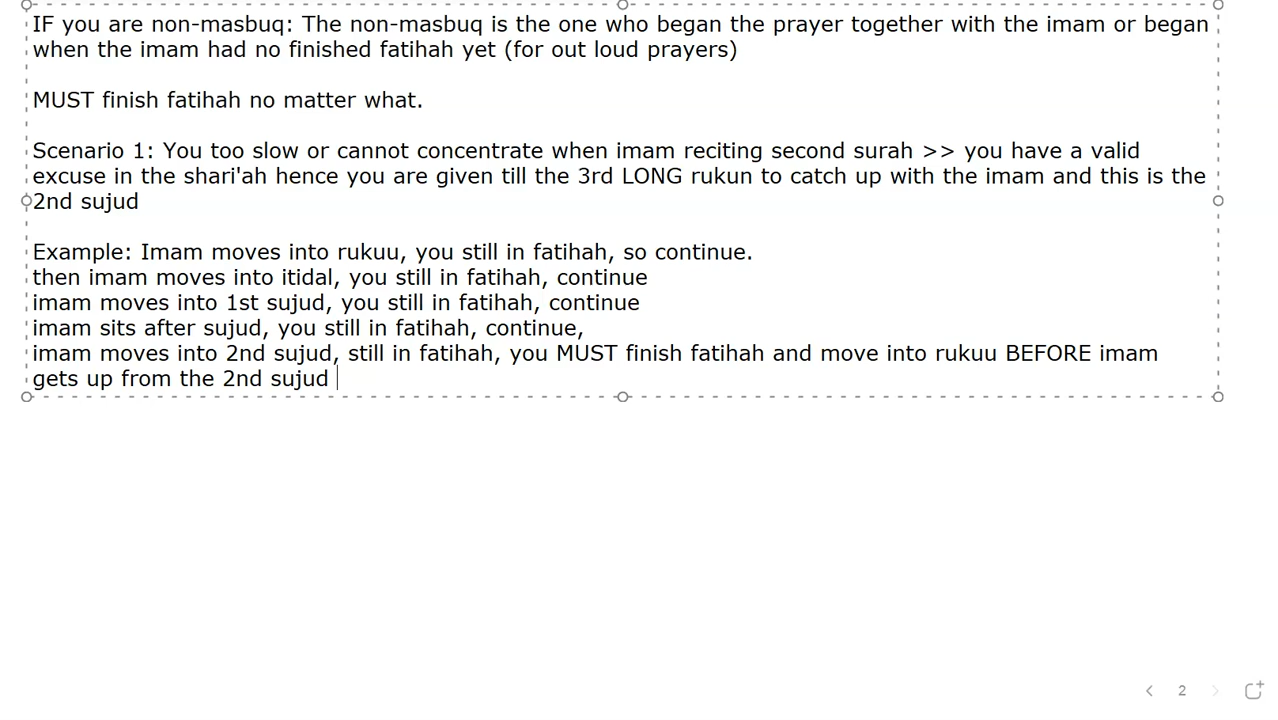 IF you are non-masbuq: The non-masbuq is the one who began the prayer together with the imam or began
when the imam had no finished fatihah yet (for out loud prayers)
MUST finish fatihah no matter what.
Scenario 1: You too slow or cannot concentrate when imam reciting second surah >> you have a valid
excuse in the shari'ah hence you are given till the 3rd LONG rukun to catch up with the imam and this is the
2nd sujud
Example: Imam moves into rukuu, you still in fatihah, so continue.
then imam moves into itidal, you still in fatihah, continue
imam moves into 1st sujud, you still in fatihah, continue
imam sits after sujud, you still in fatihah, continue,
imam moves into 2nd sujud, still in fatihah, you MUST finish fatihah and move into rukuu BEFORE imam
gets up from the 2nd sujud
2